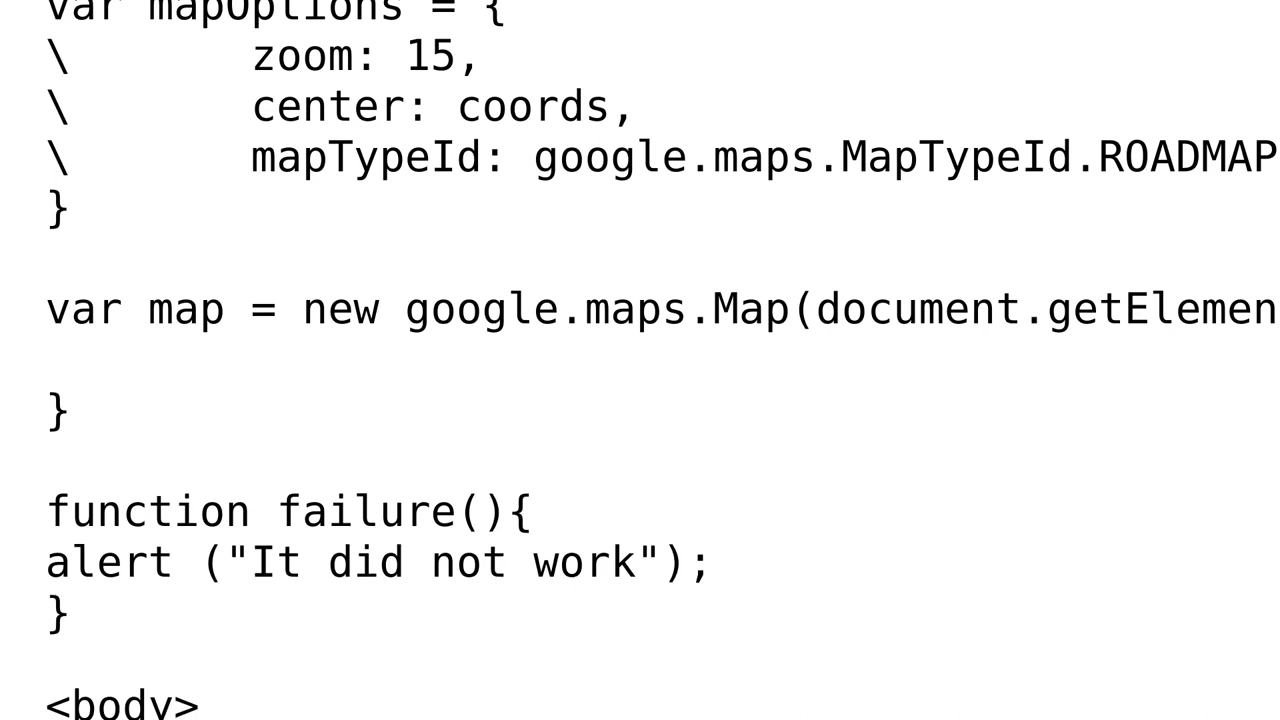 var mapOptions = {
\ zoom: 15,
\ center: coords,
\ mapTypeId: google.maps.MapTypeId.ROADMAP
}
var map = new google.maps.Map(document.getElemen
}
function failure(){
alert ("It did not work");
}
<body>